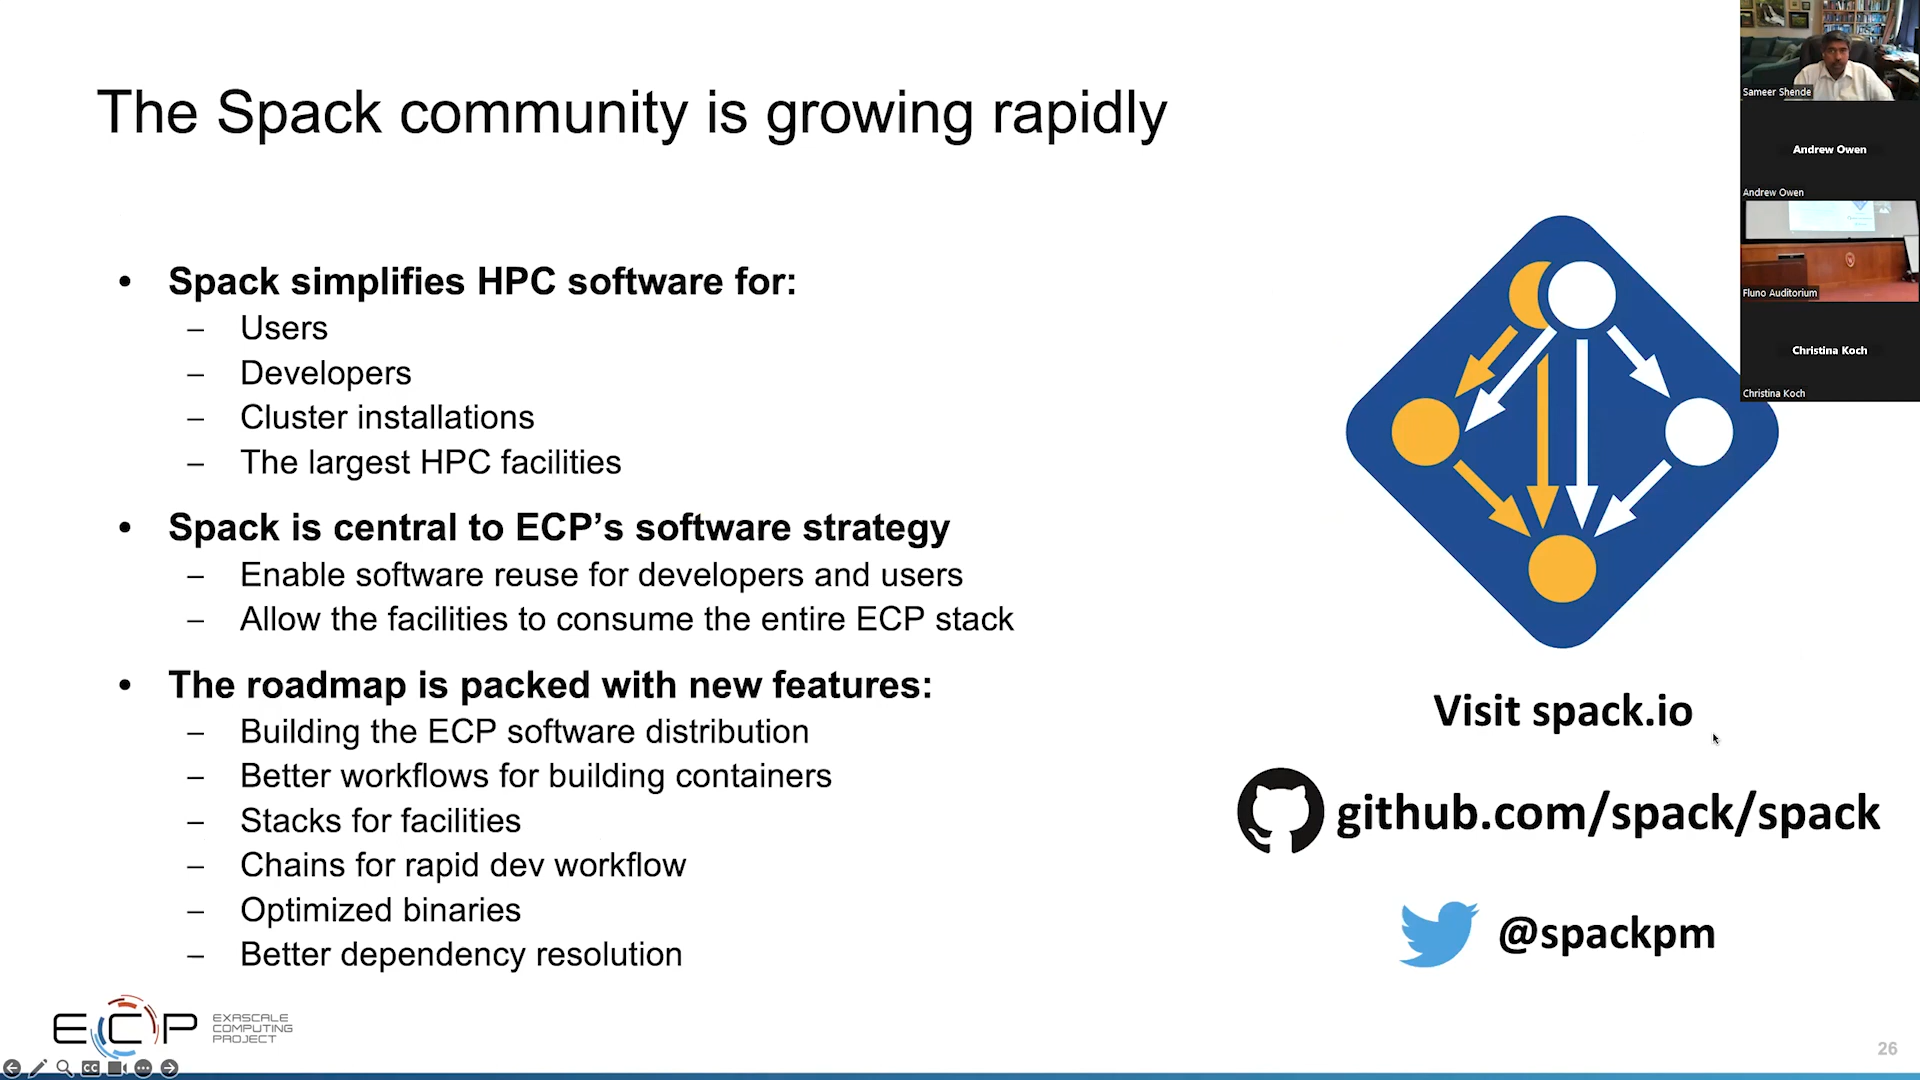 The Spack community is growing rapidly
• Spack simplifies HPC software for:
– Users
– Developers
– Cluster installations
– The largest HPC facilities
• Spack is central to ECP’s software strategy
– Enable software reuse for developers and users
– Allow the facilities to consume the entire ECP stack
• The roadmap is packed with new features:
– Building the ECP software distribution
– Better workflows for building containers
– Stacks for facilities
– Chains for rapid dev workflow
– Optimized binaries
– Better dependency resolution
Visit spack.io
github.com/spack/spack
@spackpm
ECP
EXASCALE
COMPUTING
PROJECT
CC
26
Sameer Shende
Andrew Owen
Andrew Owen
Fluno Auditorium
Christina Koch
Christina Koch